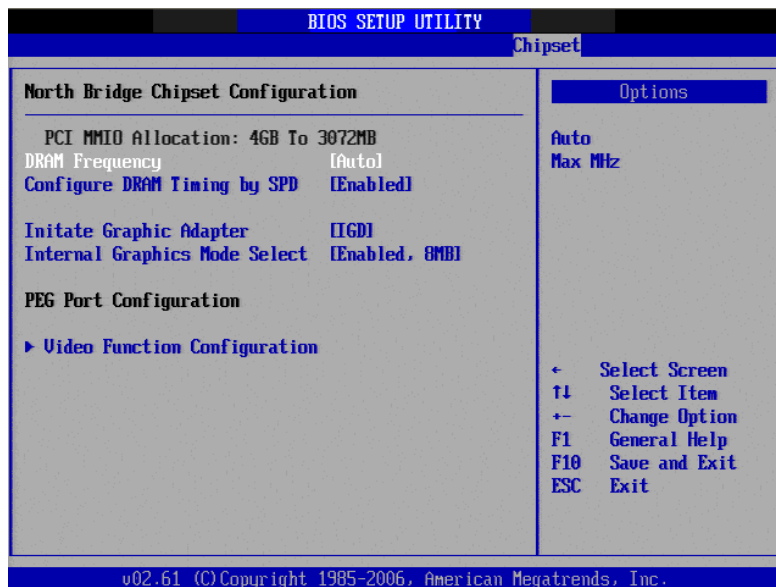 BIOS SETUP UTILITY
Chipset
North Bridge Chipset Configuration
PCI MMIO Allocation: 4GB To 3072MB
DRAM Frequency [Auto]
Configure DRAM Timing by SPD [Enabled]
Initate Graphic Adapter [IGD]
Internal Graphics Mode Select [Enabled, 8MB]
PEG Port Configuration
▶ Video Function Configuration
Options
Auto
Max MHz
← Select Screen
↑↓ Select Item
+- Change Option
F1 General Help
F10 Save and Exit
ESC Exit
v02.61 (C)Copyright 1985-2006, American Megatrends, Inc.